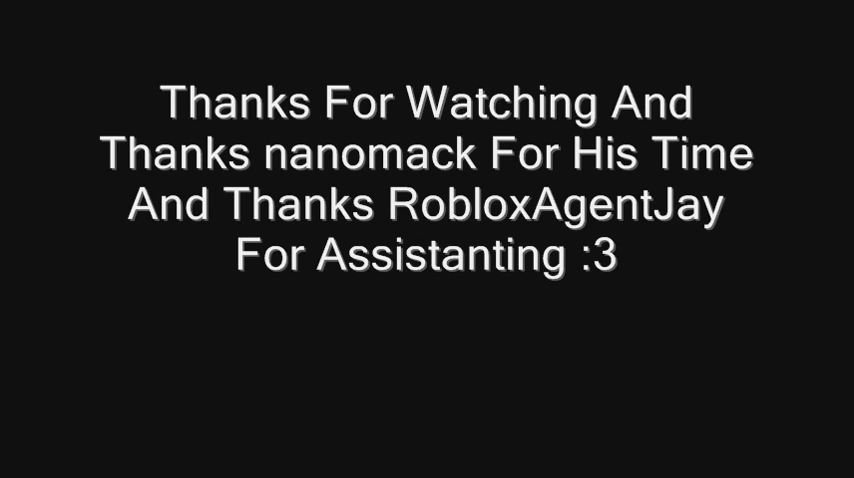 Thanks For Watching And
Thanks nanomack For His Time
And Thanks RobloxAgentJay
For Assistanting :3